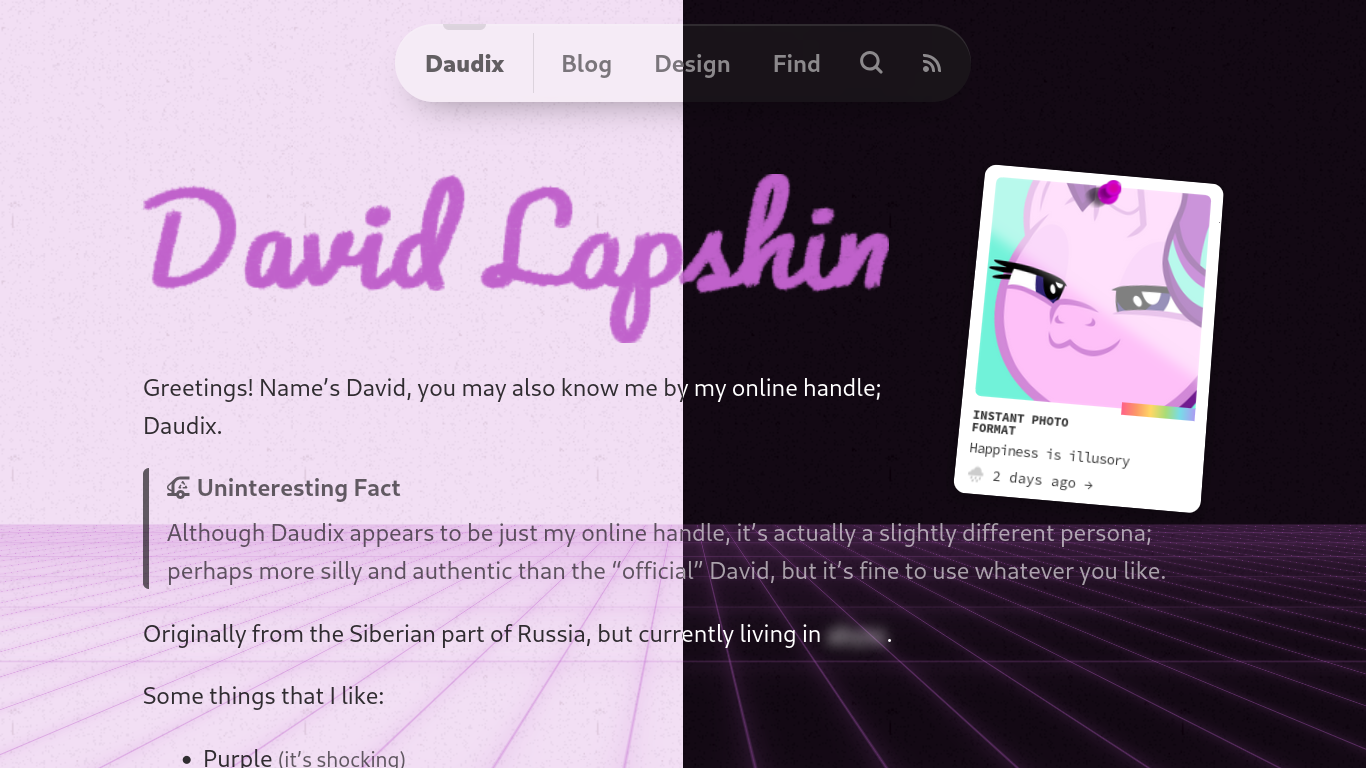 Daudix Blog Design Find
David Lapshin
Greetings! Name’s David, you may also know me by my online handle;
Daudix.
INSTANT PHOTO
FORMAT
Happiness is illusory
2 days ago →
Uninteresting Fact
Although Daudix appears to be just my online handle, it’s actually a slightly different persona;
perhaps more silly and authentic than the “official” David, but it’s fine to use whatever you like.
Originally from the Siberian part of Russia, but currently living in .
Some things that I like:
• Purple (it’s shocking)